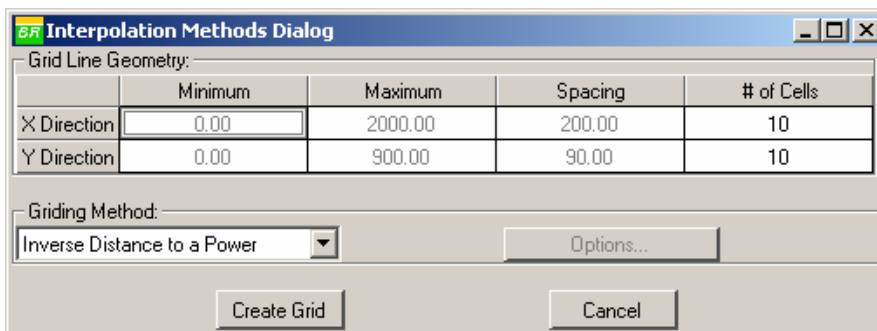 BR Interpolation Methods Dialog
Grid Line Geometry:
Minimum Maximum Spacing # of Cells
X Direction 0.00 2000.00 200.00 10
Y Direction 0.00 900.00 90.00 10
Griding Method:
Inverse Distance to a Power Options...
Create Grid Cancel